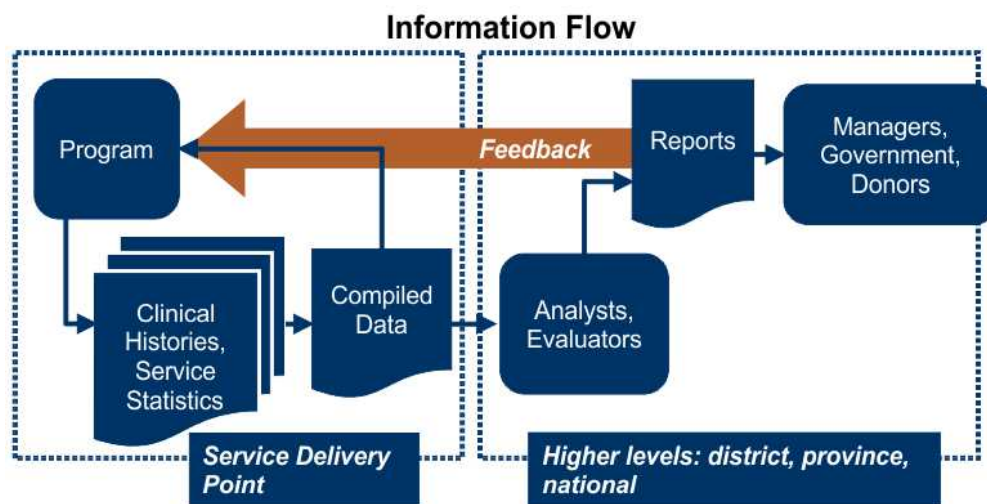 Information Flow
Program
Feedback
Reports
Managers,
Government,
Donors
Clinical
Histories,
Service
Statistics
Compiled
Data
Analysts,
Evaluators
Service Delivery
Point
Higher levels: district, province,
national